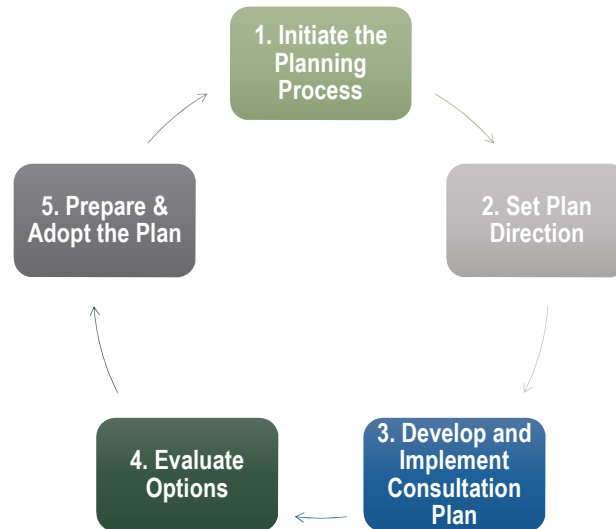 1. Initiate the
Planning
Process
2. Set Plan
Direction
3. Develop and
Implement
Consultation
Plan
4. Evaluate
Options
5. Prepare &
Adopt the Plan